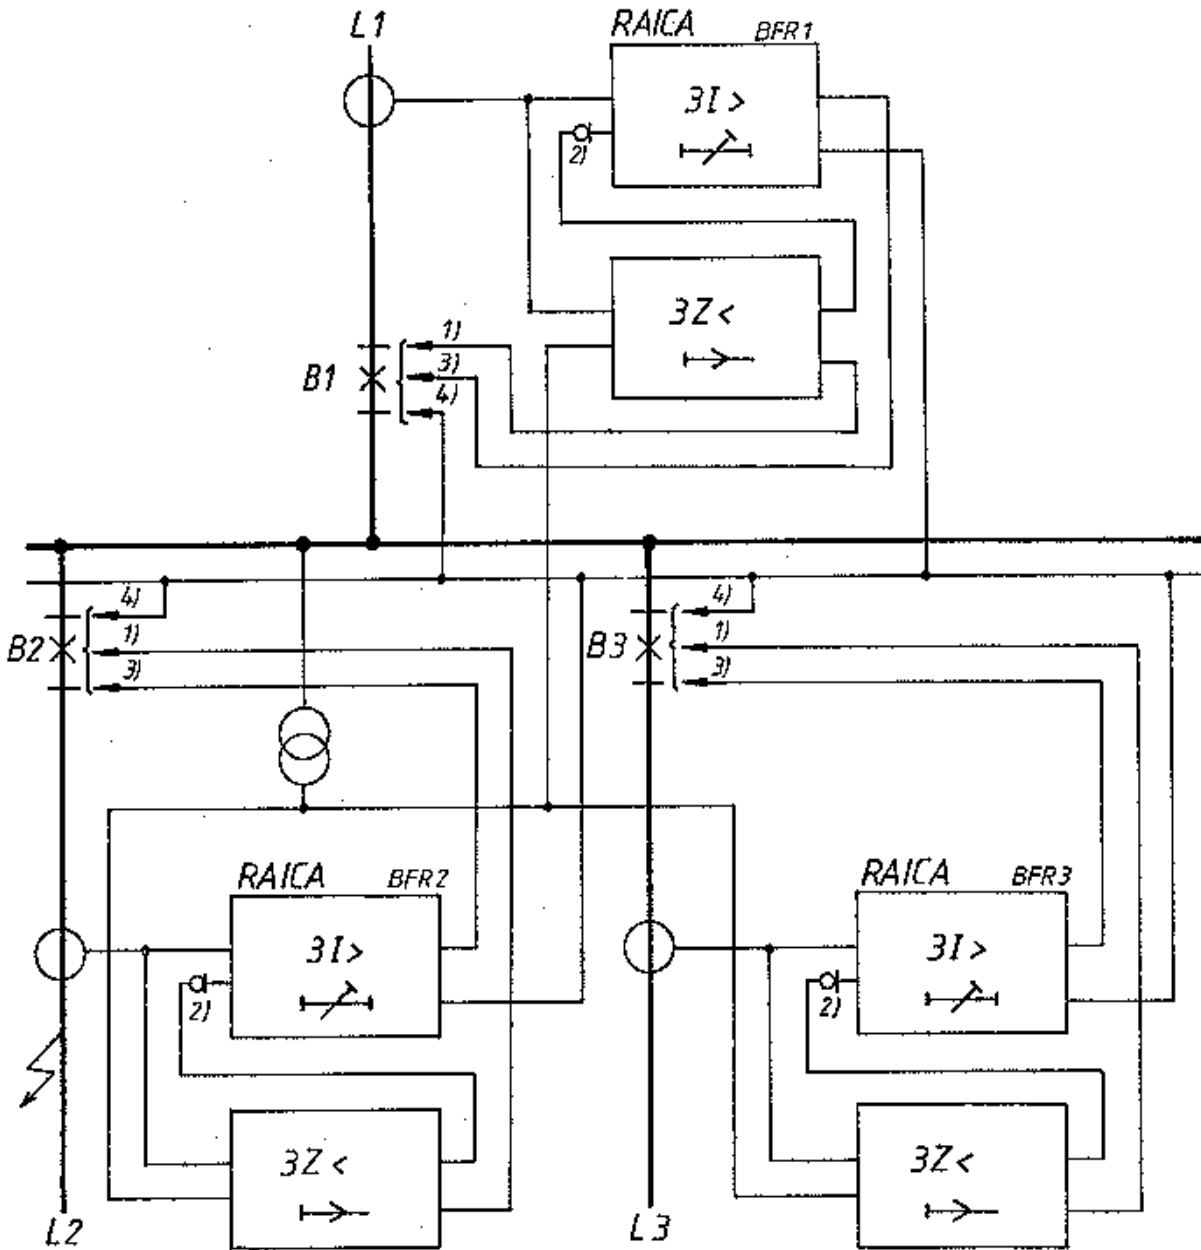 L1
RAICA BFR1
3I >
2)
3Z <
1)
B1
3)
4)
4)
B2
1)
3)
4)
B3
1)
3)
RAICA BFR2
3I >
2)
3Z <
L2
RAICA BFR3
3I >
2)
3Z <
L3